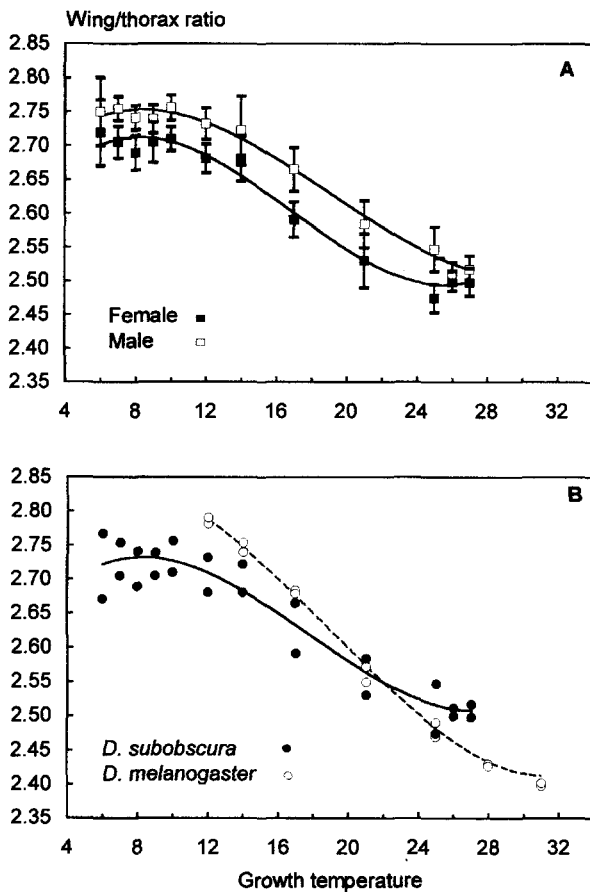 Wing/thorax ratio
2.85
A
2.80
2.75
2.70
2.65
2.60
2.55
2.50
2.45
Female
2.40
Male
2.35
4 8 12 16 20 24 28 32
2.85
B
2.80
2.75
2.70
2.65
2.60
2.55
2.50
2.45
D. subobscura
2.40
D. melanogaster
2.35
4 8 12 16 20 24 28 32
Growth temperature